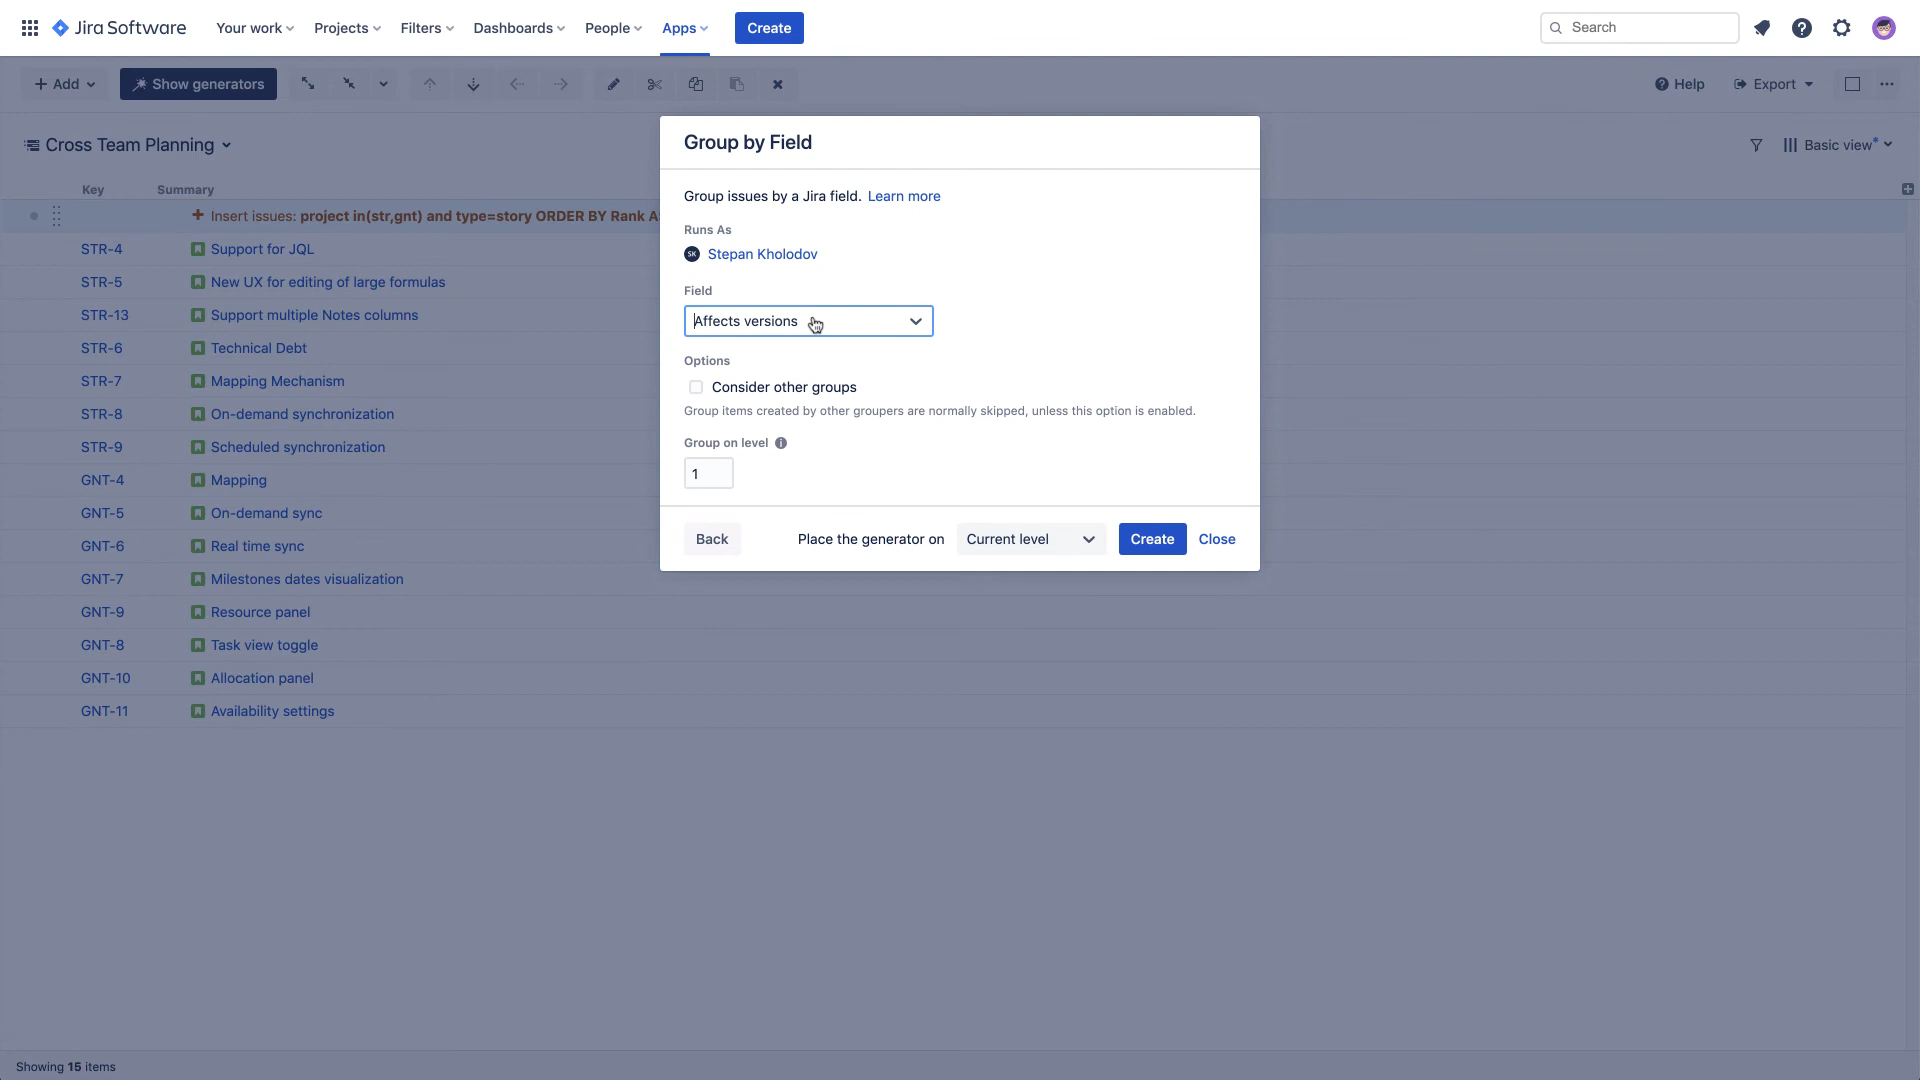 Jira Software Your work Projects Filters Dashboards People Apps Create Search
Add Show generators Help Export
Cross Team Planning Basic view*
Key Summary
Insert issues: project in(str,gnt) and type=story ORDER BY Rank A
STR-4 Support for JQL
STR-5 New UX for editing of large formulas
STR-13 Support multiple Notes columns
STR-6 Technical Debt
STR-7 Mapping Mechanism
STR-8 On-demand synchronization
STR-9 Scheduled synchronization
GNT-4 Mapping
GNT-5 On-demand sync
GNT-6 Real time sync
GNT-7 Milestones dates visualization
GNT-9 Resource panel
GNT-8 Task view toggle
GNT-10 Allocation panel
GNT-11 Availability settings
Group by Field
Group issues by a Jira field. Learn more
Runs As
SK Stepan Kholodov
Field
Affects versions
Options
Consider other groups
Group items created by other groupers are normally skipped, unless this option is enabled.
Group on level
1
Back Place the generator on Current level Create Close
Showing 15 items